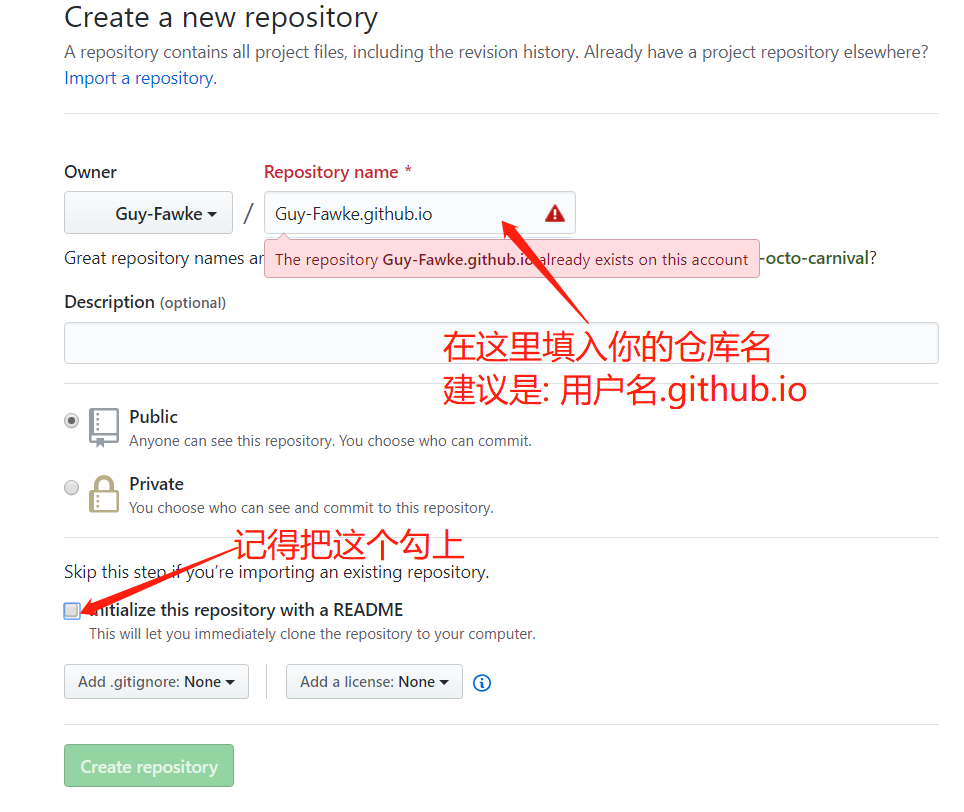 Create a new repository
A repository contains all project files, including the revision history. Already have a project repository elsewhere?
Import a repository.
Owner
Repository name *
Guy-Fawke
/
Guy-Fawke.github.io
Great repository names
-octo-carnival?
The repository Guy-Fawke.github.io already exists on this account
Description (optional)
在这里填入你的仓库名
建议是: 用户名.github.io
Public
Anyone can see this repository. You choose who can commit.
Private
You choose who can see and commit to this repository.
记得把这个勾上
Skip this step if you’re importing an existing repository.
Initialize this repository with a README
This will let you immediately clone the repository to your computer.
Add .gitignore: None
Add a license: None
Create repository